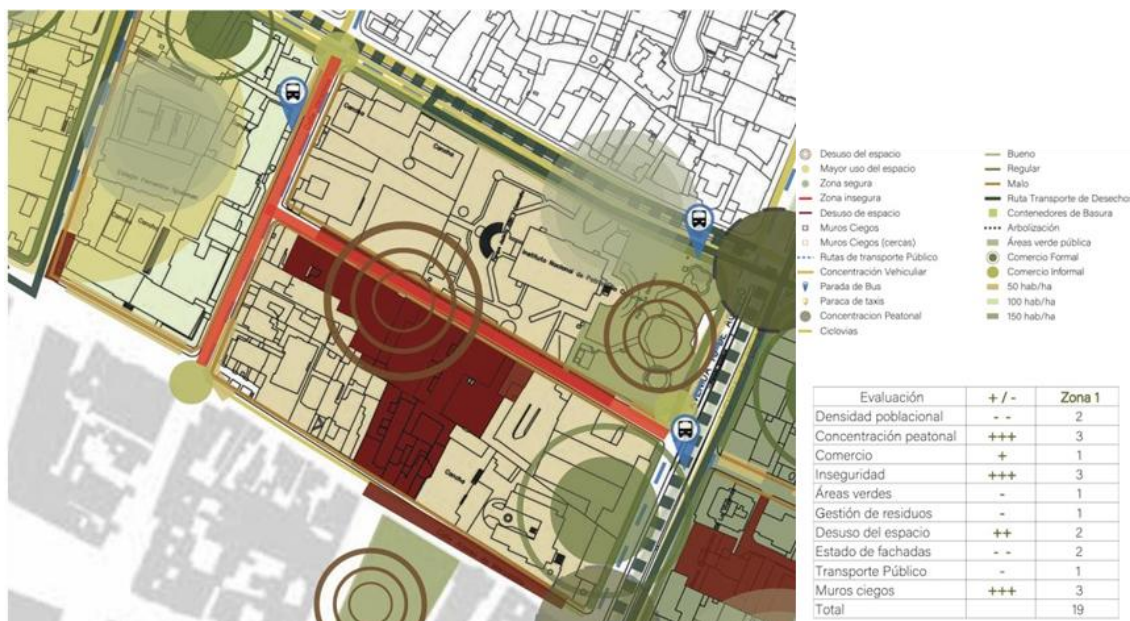 Cancha
Cancha
Cancha
Cancha
Cancha
Instituto Nacional de
Cancha
Desuso del espacio
Mayor uso del espacio
Zona segura
Zona insegura
Desuso de espacio
Muros Ciegos
Muros Ciegos (cercas)
Rutas de transporte Público
Concentración Vehicular
Parada de Bus
Paraca de taxis
Concentracion Peatonal
Ciclovias
Bueno
Regular
Malo
Ruta Transporte de Desecho
Contenedores de Basura
Arbolización
Áreas verde pública
Comercio Formal
Comercio Informal
50 hab/ha
100 hab/ha
150 hab/ha
Evaluación + / - Zona 1
Densidad poblacional - - 2
Concentración peatonal +++ 3
Comercio + 1
Inseguridad +++ 3
Áreas verdes - 1
Gestión de residuos - 1
Desuso del espacio ++ 2
Estado de fachadas - - 2
Transporte Público - 1
Muros ciegos +++ 3
Total 19